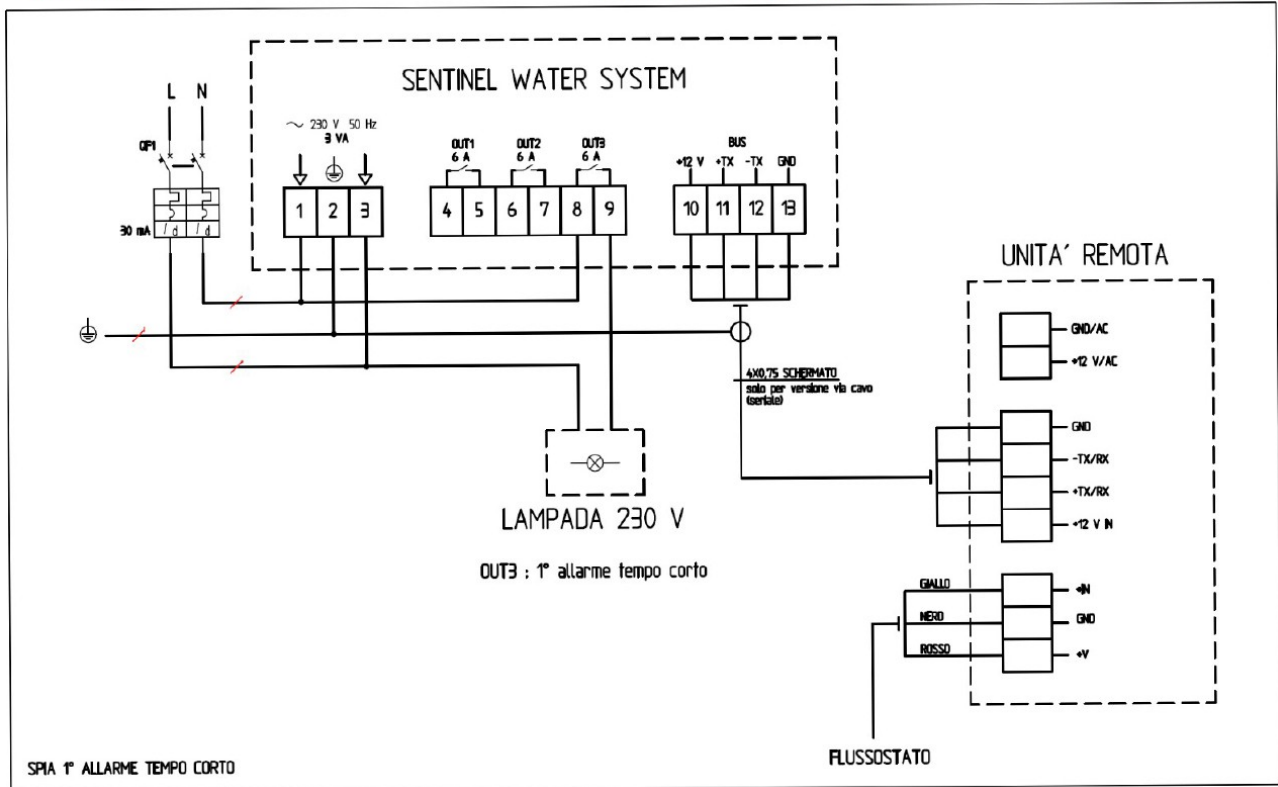 SENTINEL WATER SYSTEM
L N
~ 230 V 50 Hz
3 VA
QF1
OUT1
6 A
OUT2
6 A
OUT3
6 A
BUS
+12 V +TX -TX GND
1 2 3
4 5 6 7 8 9
10 11 12 13
30 mA
I d I d
UNITA' REMOTA
GND/AC
+12 V/AC
4X0,75 SCHERMATO
solo per versione via cavo
(seriale)
GND
-TX/RX
+TX/RX
+12 V IN
LAMPADA 230 V
OUT3 : 1° allarme tempo corto
GIALLO +IN
NERO GND
ROSSO +V
FLUSSOSTATO
SPIA 1° ALLARME TEMPO CORTO